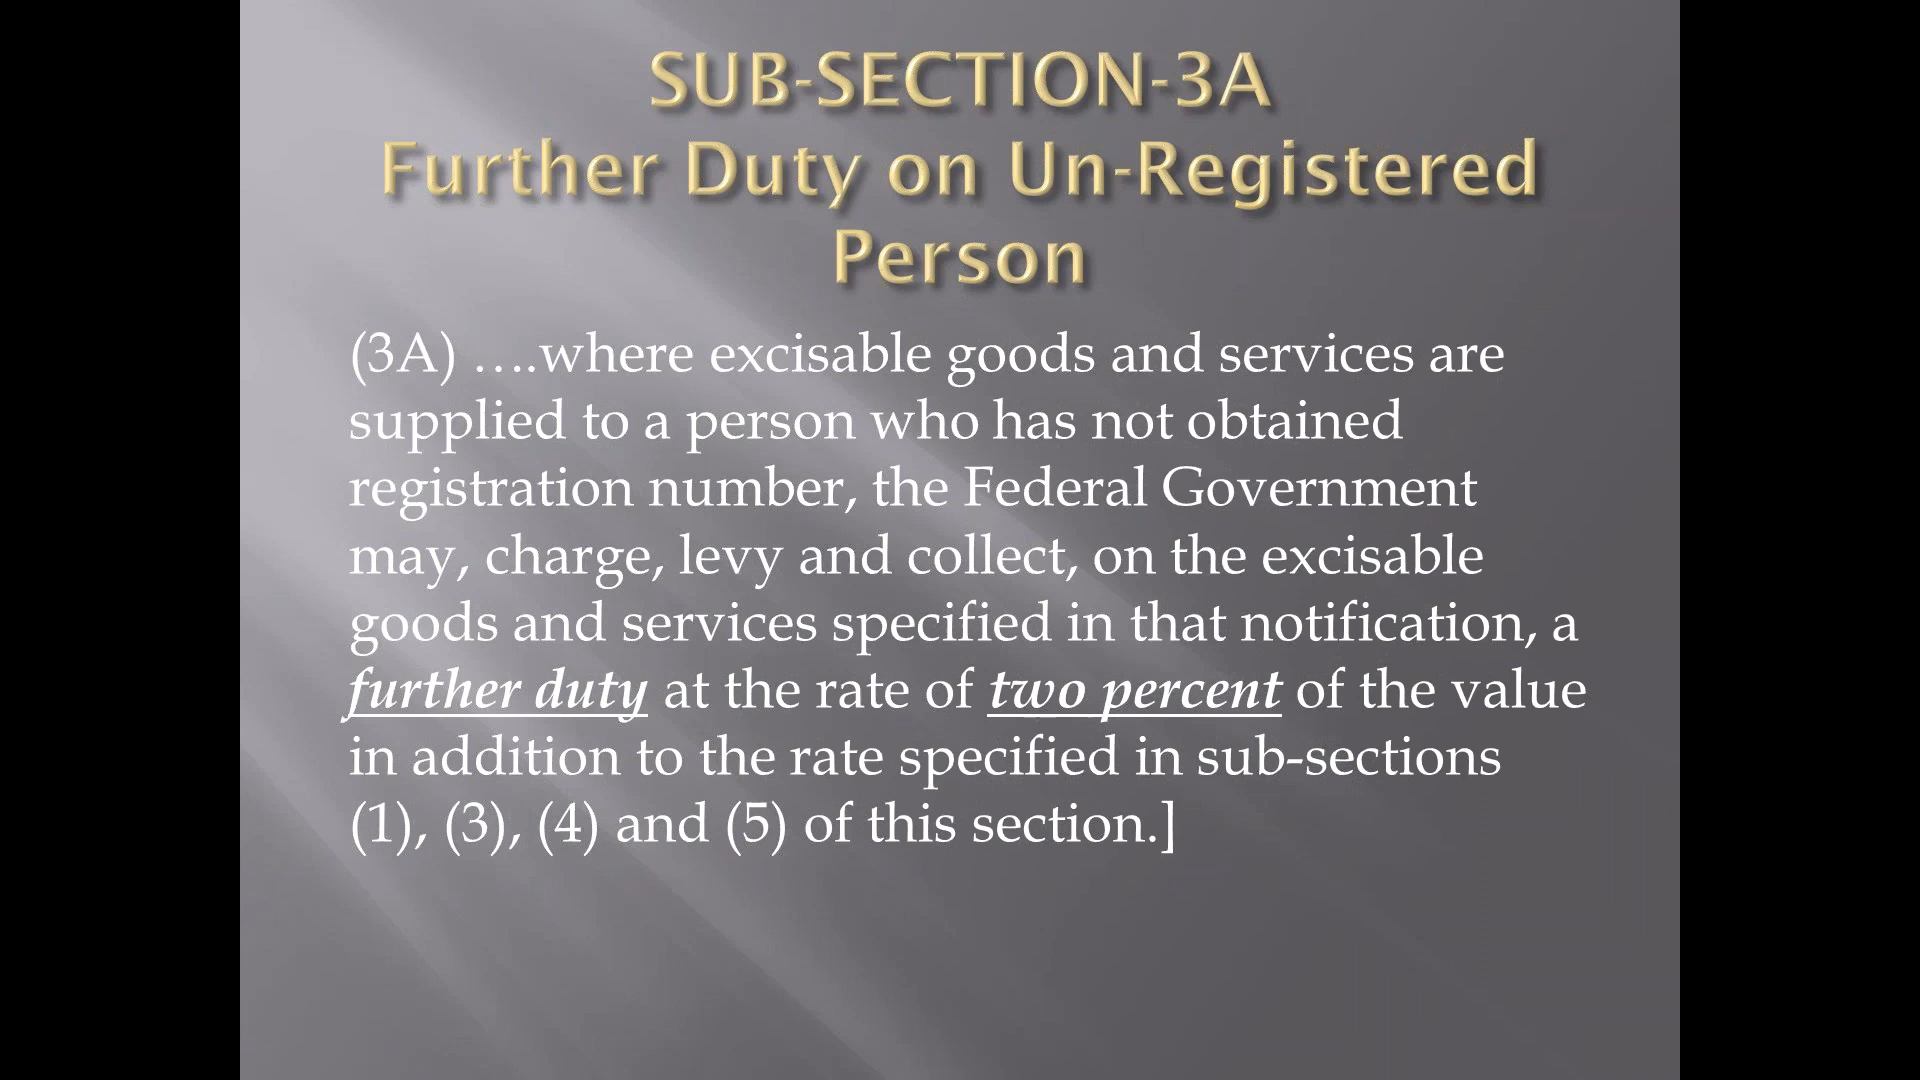 SUB-SECTION-3A
Further Duty on Un-Registered
Person
(3A) ….where excisable goods and services are
supplied to a person who has not obtained
registration number, the Federal Government
may, charge, levy and collect, on the excisable
goods and services specified in that notification, a
further duty at the rate of two percent of the value
in addition to the rate specified in sub-sections
(1), (3), (4) and (5) of this section.]